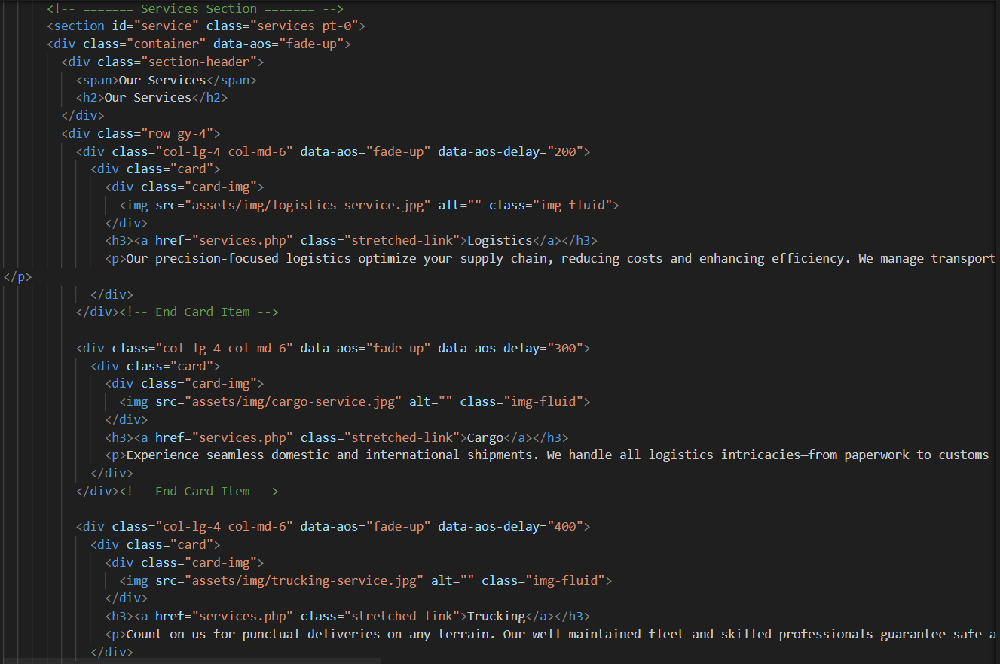 <!-- ======= Services Section ======= -->
<section id="service" class="services pt-0">
<div class="container" data-aos="fade-up">
<div class="section-header">
<span>Our Services</span>
<h2>Our Services</h2>
</div>
<div class="row gy-4">
<div class="col-lg-4 col-md-6" data-aos="fade-up" data-aos-delay="200">
<div class="card">
<div class="card-img">
<img src="assets/img/logistics-service.jpg" alt="" class="img-fluid">
</div>
<h3><a href="services.php" class="stretched-link">Logistics</a></h3>
<p>Our precision-focused logistics optimize your supply chain, reducing costs and enhancing efficiency. We manage transport
</p>
</div>
</div><!-- End Card Item -->
<div class="col-lg-4 col-md-6" data-aos="fade-up" data-aos-delay="300">
<div class="card">
<div class="card-img">
<img src="assets/img/cargo-service.jpg" alt="" class="img-fluid">
</div>
<h3><a href="services.php" class="stretched-link">Cargo</a></h3>
<p>Experience seamless domestic and international shipments. We handle all logistics intricacies—from paperwork to customs
</div>
</div><!-- End Card Item -->
<div class="col-lg-4 col-md-6" data-aos="fade-up" data-aos-delay="400">
<div class="card">
<div class="card-img">
<img src="assets/img/trucking-service.jpg" alt="" class="img-fluid">
</div>
<h3><a href="services.php" class="stretched-link">Trucking</a></h3>
<p>Count on us for punctual deliveries on any terrain. Our well-maintained fleet and skilled professionals guarantee safe a
</div>